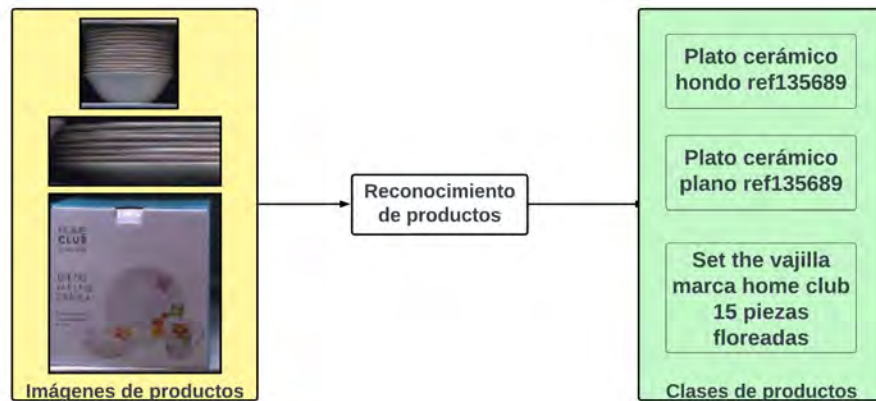 CLUB
Imágenes de productos
Reconocimiento
de productos
Plato cerámico
hondo ref135689
Plato cerámico
plano ref135689
Set the vajilla
marca home club
15 piezas
floreadas
Clases de productos